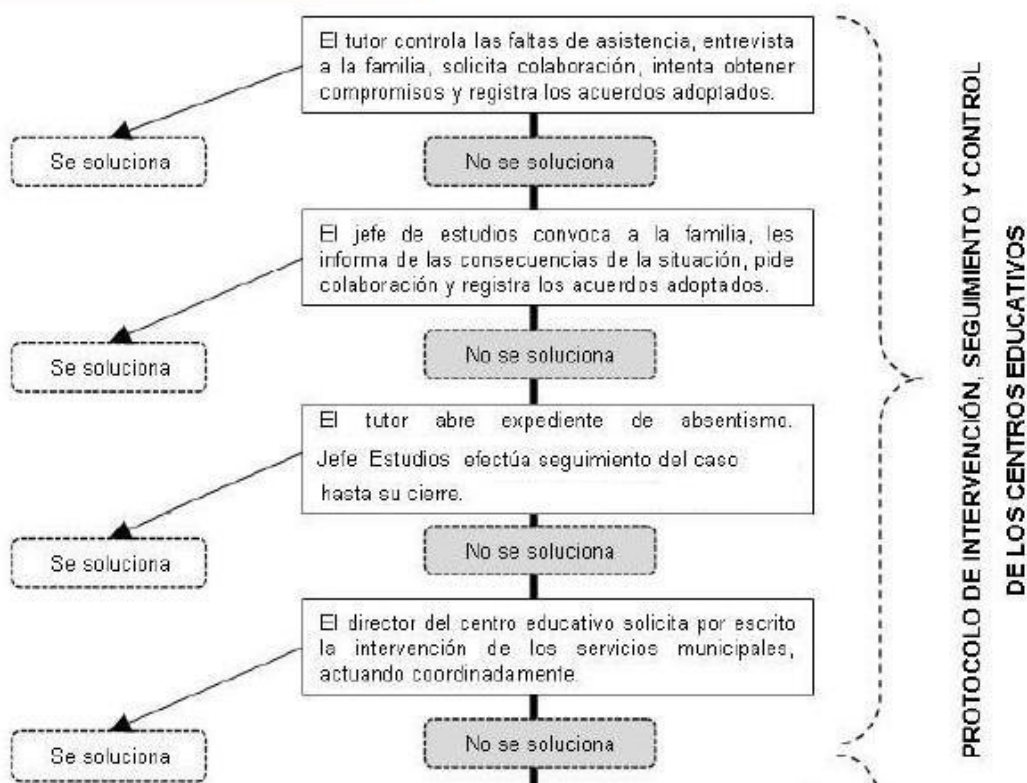 El tutor controla las faltas de asistencia, entrevista
a la familia, solicita colaboración, intenta obtener
compromisos y registra los acuerdos adoptados.
Se soluciona
No se soluciona
El jefe de estudios convoca a la familia, les
informa de las consecuencias de la situación, pide
colaboración y registra los acuerdos adoptados.
Se soluciona
No se soluciona
El tutor abre expediente de absentismo.
Jefe Estudios efectúa seguimiento del caso
hasta su cierre.
Se soluciona
No se soluciona
El director del centro educativo solicita por escrito
la intervención de los servicios municipales,
actuando coordinadamente.
Se soluciona
No se soluciona
PROTOCOLO DE INTERVENCIÓN, SEGUIMIENTO Y CONTROL
DE LOS CENTROS EDUCATIVOS